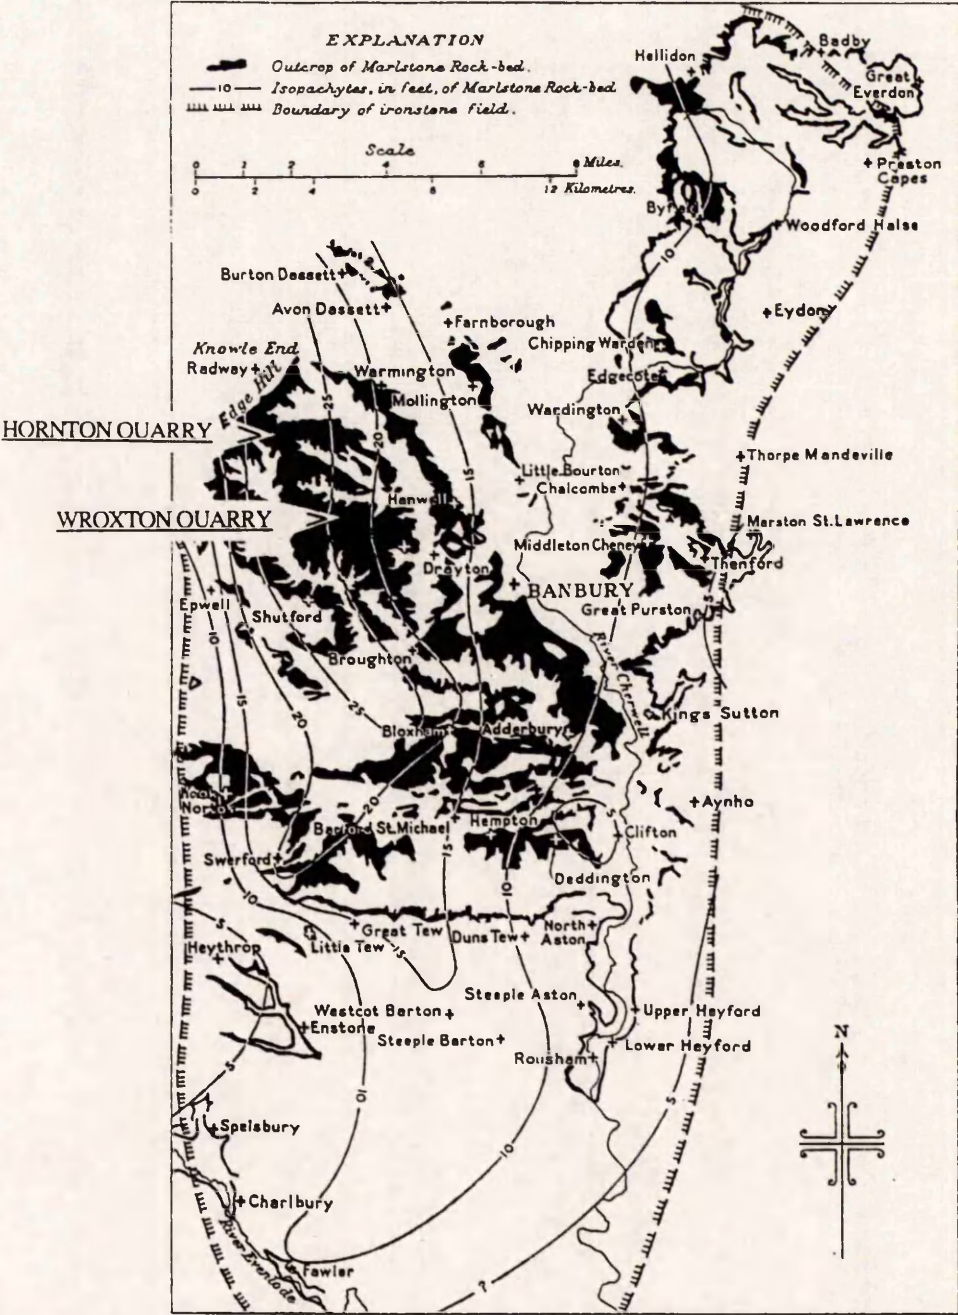 EXPLANATION
Outcrop of Marlstone Rock-bed.
10 Isopachytes, in feet, of Marlstone Rock-bed
Boundary of ironstone field.
Scale
0 1 2 4 6 8 Miles.
0 2 4 6 8 12 Kilometres.
Hellidon
Badby
Great
Everdon
Preston
Capes
Byfield
Woodford Halse
10
Burton Dassett
Avon Dassett
Eydon
Farnborough
Chipping Warden
Knowle End
Radway
Edge Hill
Warmington
Mollington
Edgecote
Wardington
25
20
15
HORNTON QUARRY
Thorpe Mandeville
Little Bourton
Chalcombe
Hanwell
WROXTON QUARRY
Marston St. Lawrence
Middleton Cheney
Thenford
Drayton
BANBURY
Epwell
Shutford
Great Purston
5
10
Broughton
River Cherwell
15
20
25
Kings Sutton
Bloxham
Adderbury
Norton
20
Aynho
Barford St. Michael
Hempton
5
Clifton
Swerford
15
10
Deddington
10
5
Great Tew
Little Tew
15
Duns Tew
North
Aston
Heythrop
Steeple Aston
Westcot Barton
Enstone
Upper Heyford
Steeple Barton
Lower Heyford
Rousham
N
5
10
5
Spelsbury
10
Charlbury
River Evenlode
Fawler
?